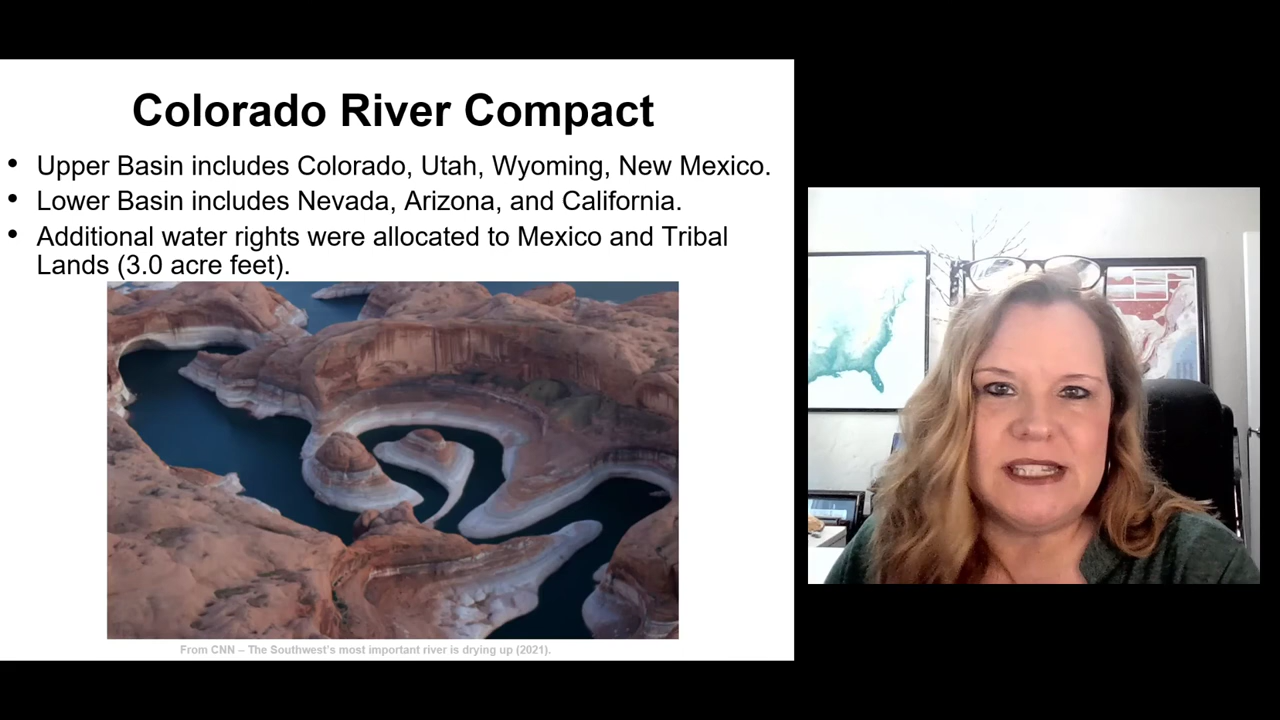 Colorado River Compact
• Upper Basin includes Colorado, Utah, Wyoming, New Mexico.
• Lower Basin includes Nevada, Arizona, and California.
• Additional water rights were allocated to Mexico and Tribal
Lands (3.0 acre feet).
From CNN – The Southwest's most important river is drying up (2021).